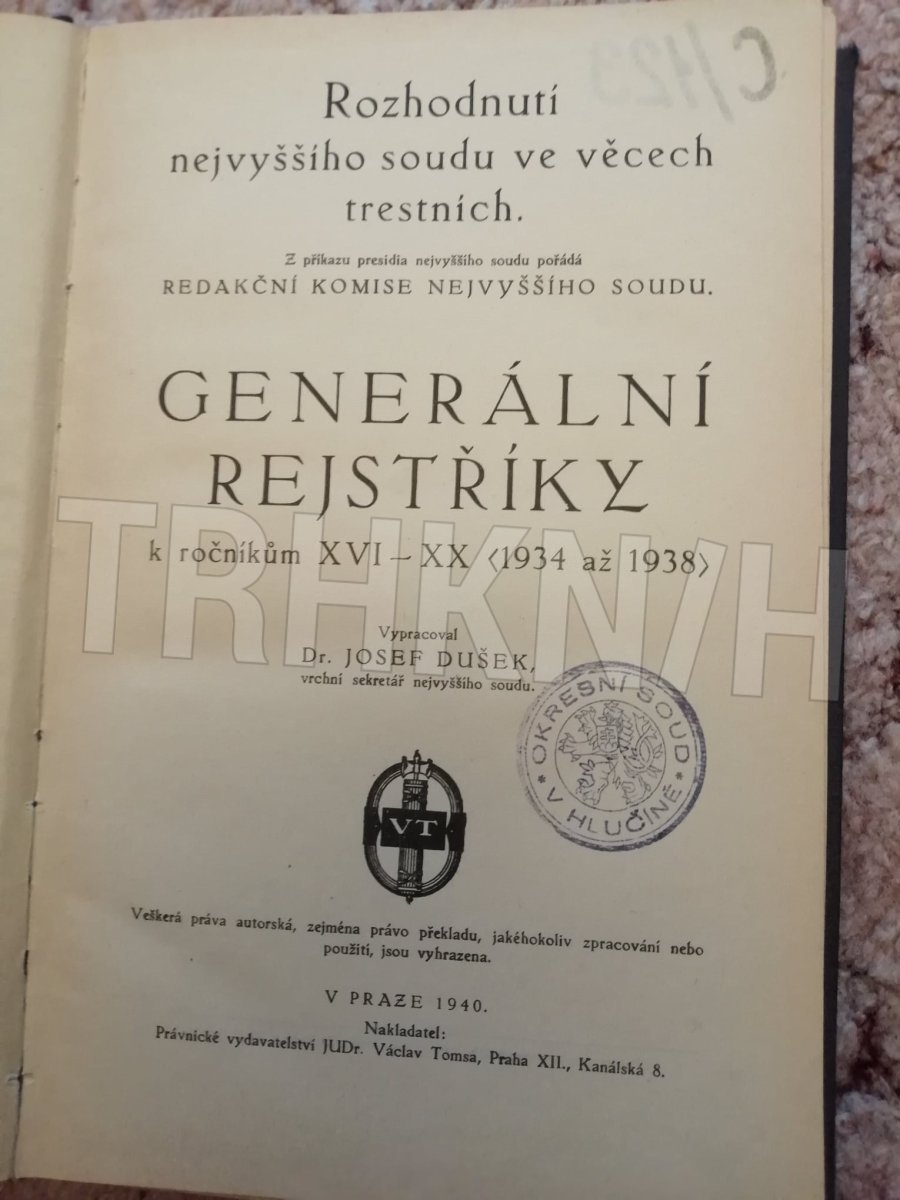 C/123
Rozhodnutí
nejvyššího soudu ve věcech
trestních.
Z příkazu presidia nejvyššího soudu pořádá
REDAKČNÍ KOMISE NEJVYŠŠÍHO SOUDU.
GENERÁLNÍ
REJSTŘÍKY
k ročníkům XVI – XX (1934 až 1938)
TRHKNIH
Vypracoval
Dr. JOSEF DUŠEK,
vrchní sekretář nejvyššího soudu.
* OKRESNÍ SOUD *
V HLUČÍNĚ
VT
Veškerá práva autorská, zejména právo překladu, jakéhokoliv zpracování nebo
použití, jsou vyhrazena.
V PRAZE 1940.
Nakladatel:
Právnické vydavatelství JUDr. Václav Tomsa, Praha XII., Kanálská 8.